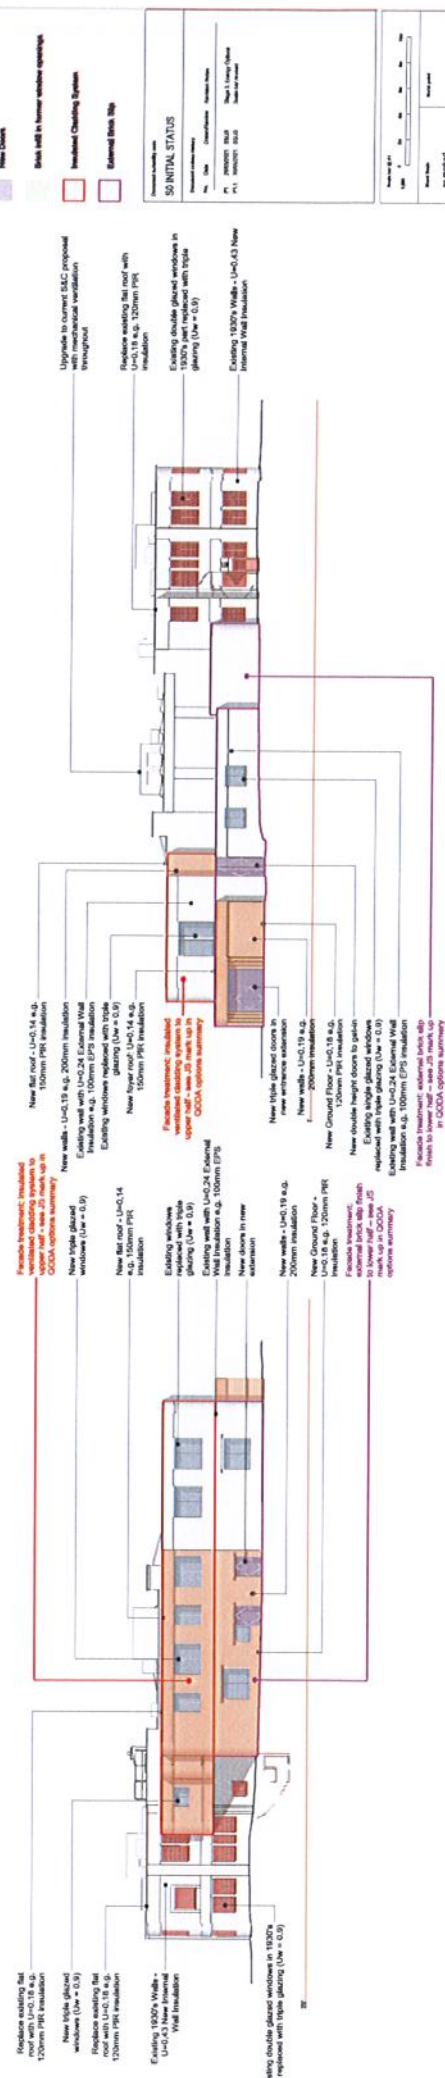 New Doors
Brick infill in former window openings
Insulated Cladding System
External Brick Slip
S0 INITIAL STATUS
Upgrade to current S&C proposal
with mechanical ventilation
throughout
Replace existing flat roof with
U=0.18 e.g. 120mm PIR
insulation
Existing double glazed windows in
1930's part replaced with triple
glazing (Uw = 0.9)
Existing 1930's Walls - U=0.43 New
Internal Wall Insulation
New flat roof - U=0.14 e.g.
150mm PIR insulation
New walls - U=0.19 e.g. 200mm insulation
Existing wall with U=0.24 External Wall
Insulation e.g. 100mm EPS insulation
Existing windows replaced with triple
glazing (Uw = 0.9)
New foyer roof: U=0.14 e.g.
150mm PIR insulation
Facade treatment: insulated
ventilated cladding system to
upper half – see JS mark up in
QODA options summary
New triple glazed doors in
new entrance extension
New walls - U=0.19 e.g.
200mm insulation
New Ground Floor - U=0.18 e.g.
120mm PIR insulation
New double height doors to get-in
Existing single glazed windows
replaced with triple glazing (Uw = 0.9)
Existing wall with U=0.24 External Wall
Insulation e.g. 100mm EPS insulation
Facade treatment: external brick slip
finish to lower half – see JS mark up
in QODA options summary
Facade treatment: insulated
ventilated cladding system to
upper half – see JS mark up in
QODA options summary
New triple glazed
windows (Uw = 0.9)
New flat roof - U=0.14
e.g. 150mm PIR
insulation
Existing windows
replaced with triple
glazing (Uw = 0.9)
Existing wall with U=0.24 External
Wall Insulation e.g. 100mm EPS
insulation
New doors in new
extension
New walls - U=0.19 e.g.
200mm insulation
New Ground Floor -
U=0.18 e.g. 120mm PIR
insulation
Facade treatment:
external brick slip finish
to lower half – see JS
mark up in QODA
options summary
Replace existing flat
roof with U=0.18 e.g.
120mm PIR insulation
New triple glazed
windows (Uw = 0.9)
Replace existing flat
roof with U=0.18 e.g.
120mm PIR insulation
Existing 1930's Walls -
U=0.43 New Internal
Wall Insulation
double glazed windows in 1930's
replaced with triple glazing (Uw = 0.9)